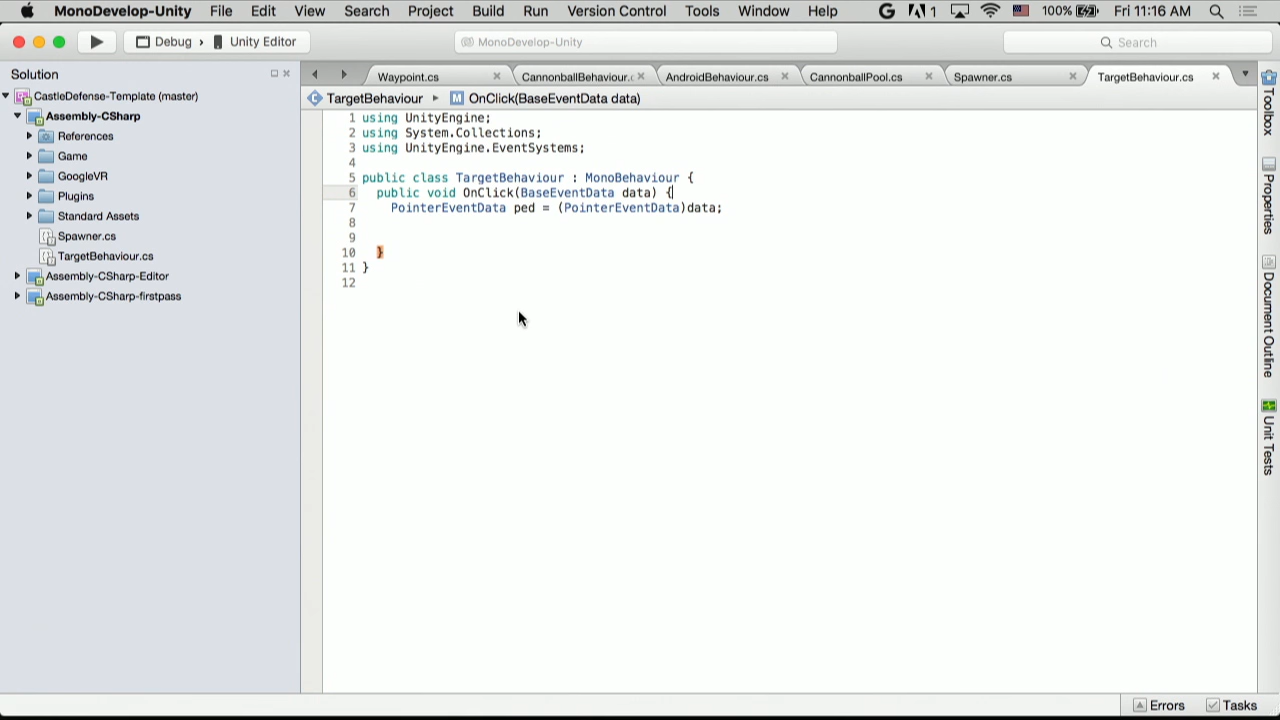 MonoDevelop-Unity File Edit View Search Project Build Run Version Control Tools Window Help 1 100% Fri 11:16 AM
Debug › Unity Editor MonoDevelop-Unity Search
Solution
CastleDefense-Template (master)
Assembly-CSharp
References
Game
GoogleVR
Plugins
Standard Assets
Spawner.cs
TargetBehaviour.cs
Assembly-CSharp-Editor
Assembly-CSharp-firstpass
Waypoint.cs CannonballBehaviour.c AndroidBehaviour.cs CannonballPool.cs Spawner.cs TargetBehaviour.cs
TargetBehaviour ▸ OnClick(BaseEventData data)
1 using UnityEngine;
2 using System.Collections;
3 using UnityEngine.EventSystems;
4
5 public class TargetBehaviour : MonoBehaviour {
6 public void OnClick(BaseEventData data) {
7 PointerEventData ped = (PointerEventData)data;
8
9
10 }
11 }
12
Toolbox
Properties
Document Outline
Unit Tests
Errors Tasks